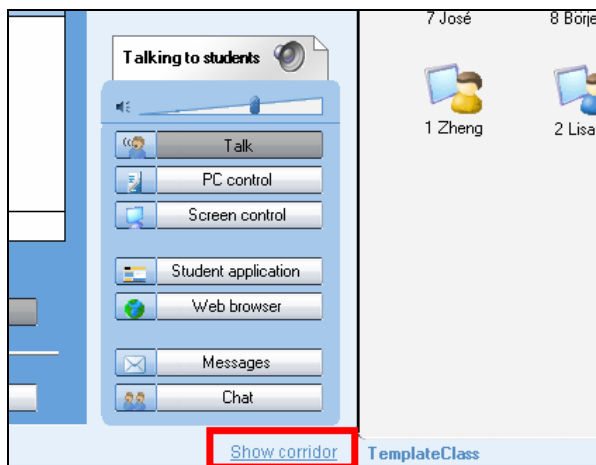 7 José
8 Börje
Talking to students
1 Zheng
2 Lisa
Talk
PC control
Screen control
Student application
Web browser
Messages
Chat
Show corridor
TemplateClass